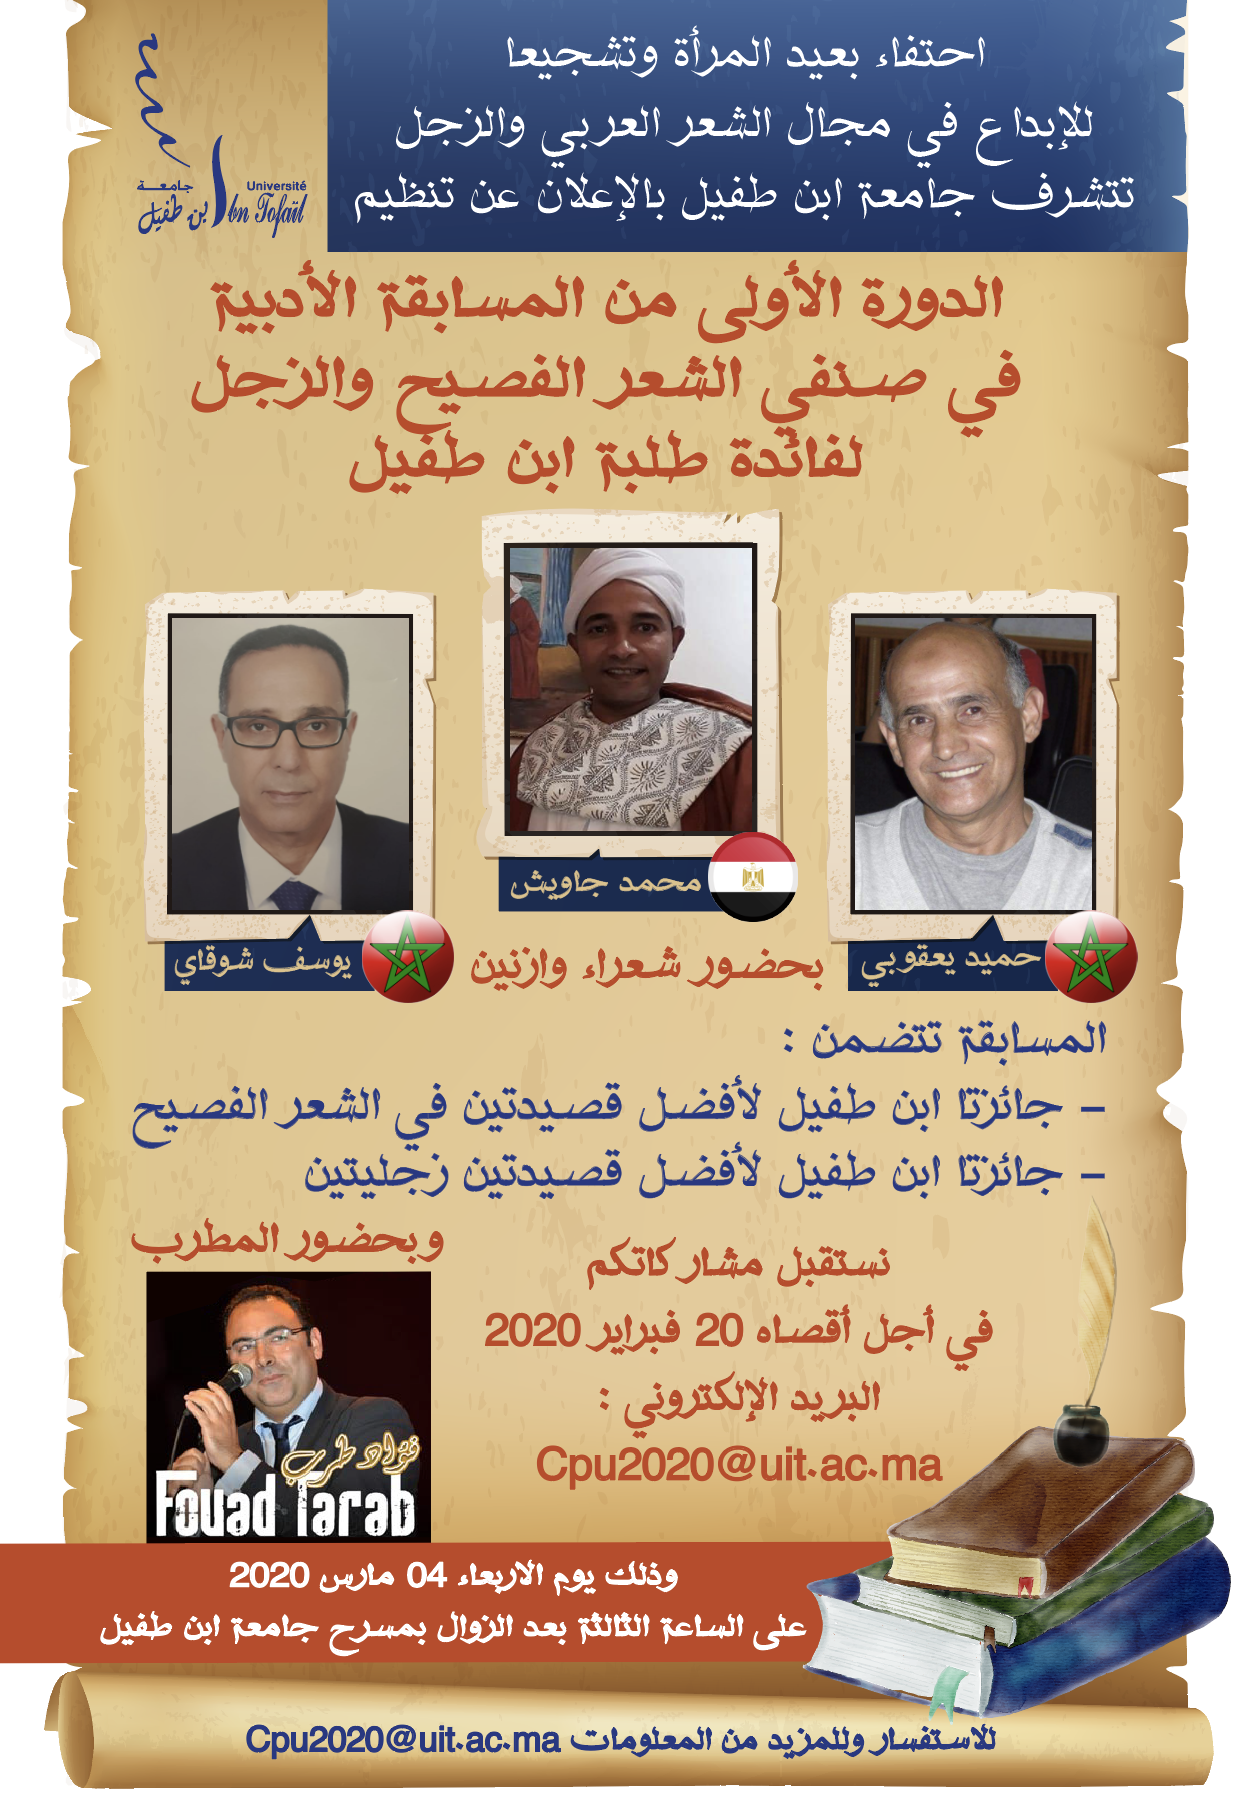 احتفاء بعيد المرأة وتشجيعا
للإبداع في مجال الشعر العربي والزجل
تتشرف جامعة ابن طفيل بالإعلان عن تنظيم
جامعة
ابن طفيل
Université
Ibn Tofaïl
الدورة الأولى من المسابقة الأدبية
في صنفي الشعر الفصيح والزجل
لفائدة طلبة ابن طفيل
محمد جاويش
حميد يعقوبي
بحضور شعراء وازنين
يوسف شوقاي
المسابقة تتضمن :
– جائزتا ابن طفيل لأفضل قصيدتين في الشعر الفصيح
– جائزتا ابن طفيل لأفضل قصيدتين زجليتين
وبحضور المطرب
فؤاد طرب
Fouad Tarab
نستقبل مشاركاتكم
في أجل أقصاه 20 فبراير 2020
البريد الإلكتروني :
Cpu2020@uit.ac.ma
وذلك يوم الاربعاء 04 مارس 2020
على الساعة الثالثة بعد الزوال بمسرح جامعة ابن طفيل
للاستفسار وللمزيد من المعلومات Cpu2020@uit.ac.ma